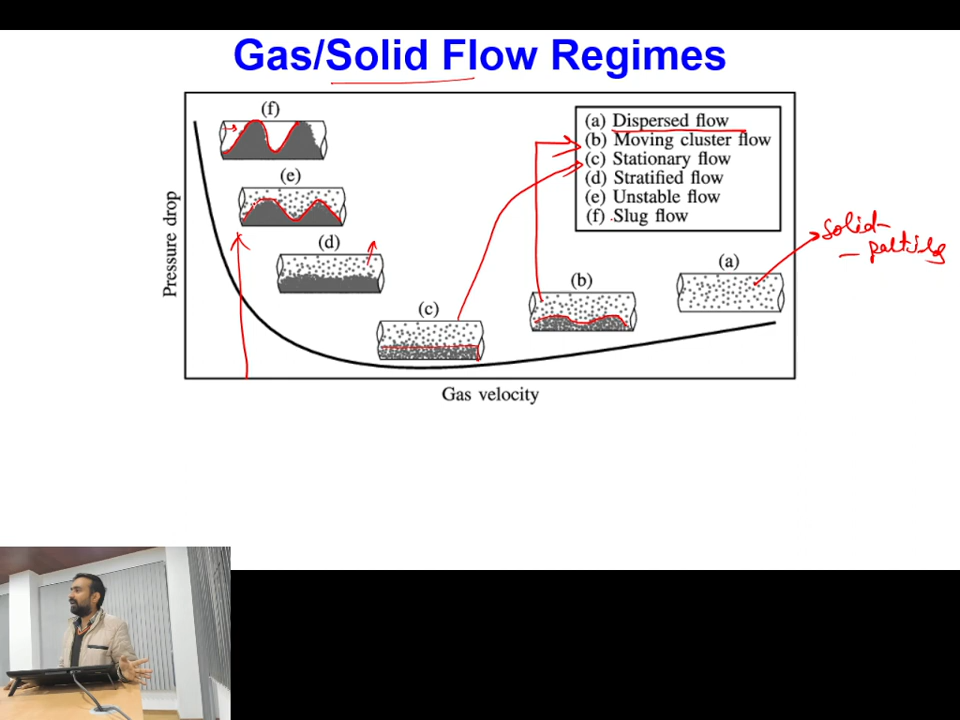 Gas/Solid Flow Regimes
(f)
(a) Dispersed flow
(b) Moving cluster flow
(c) Stationary flow
(d) Stratified flow
(e) Unstable flow
(f) Slug flow
(e)
(d)
(c)
(b)
(a)
Solid
Pressure drop
Gas velocity